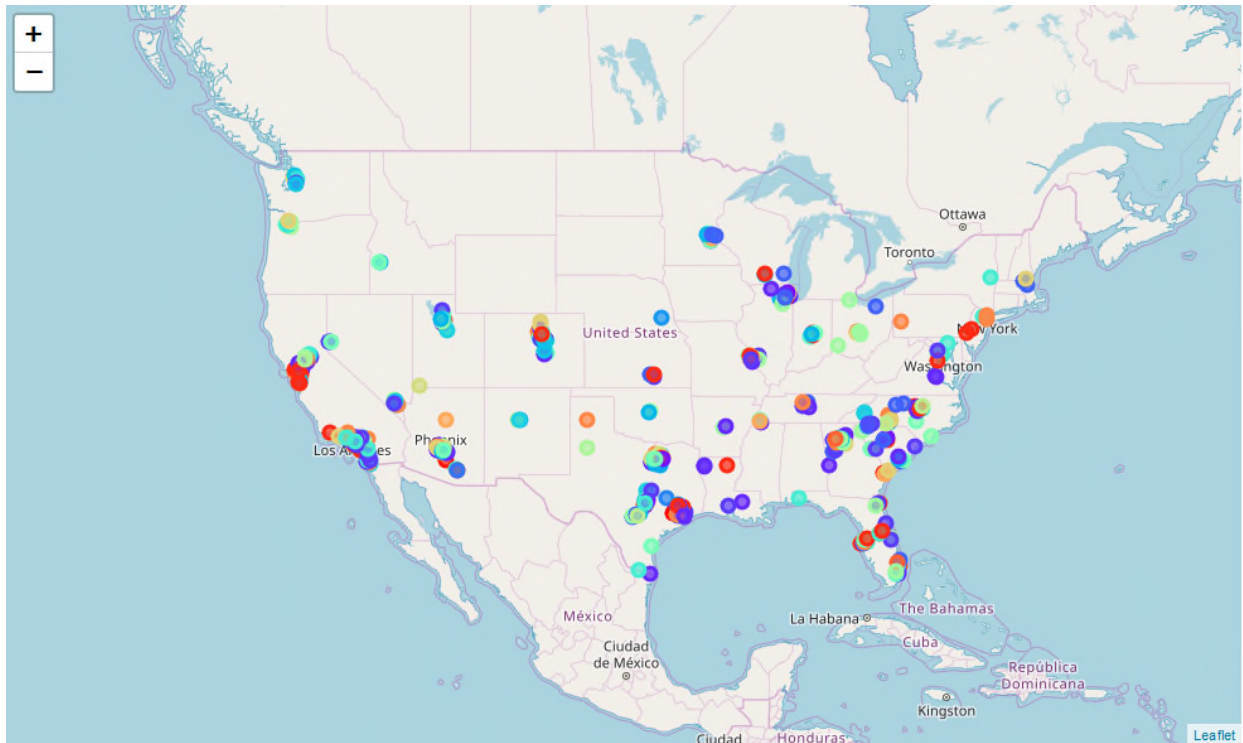 +
−
Ottawa
Toronto
United States
New York
Washington
Phoenix
Los Angeles
La Habana
The Bahamas
México
Cuba
Ciudad
de México
República
Dominicana
Kingston
Ciudad
Honduras
Leaflet